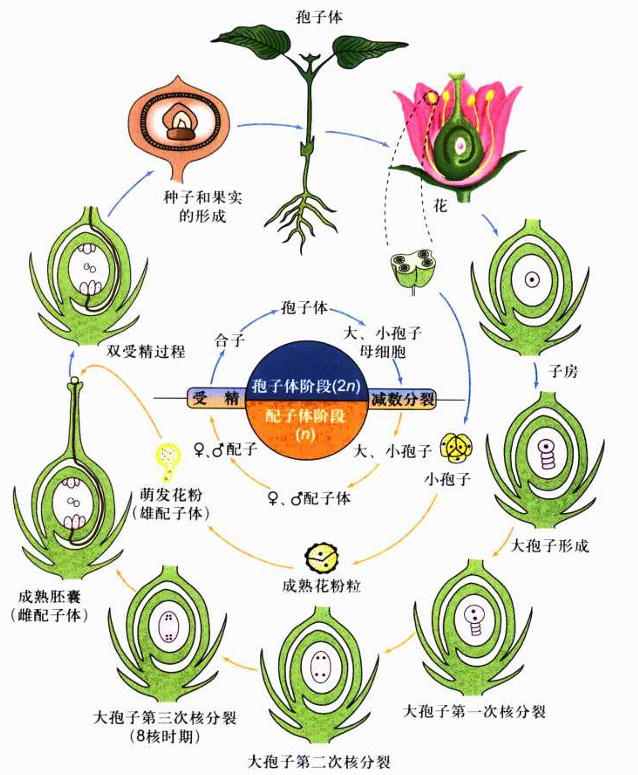 孢子体
种子和果实
的形成
花
双受精过程
子房
孢子体
合子
大、小孢子
母细胞
受 精
孢子体阶段(2n)
减数分裂
配子体阶段
(n)
♀、♂配子
大、小孢子
♀、♂配子体
小孢子
萌发花粉
(雄配子体)
大孢子形成
成熟花粉粒
成熟胚囊
(雌配子体)
大孢子第一次核分裂
大孢子第三次核分裂
(8核时期)
大孢子第二次核分裂